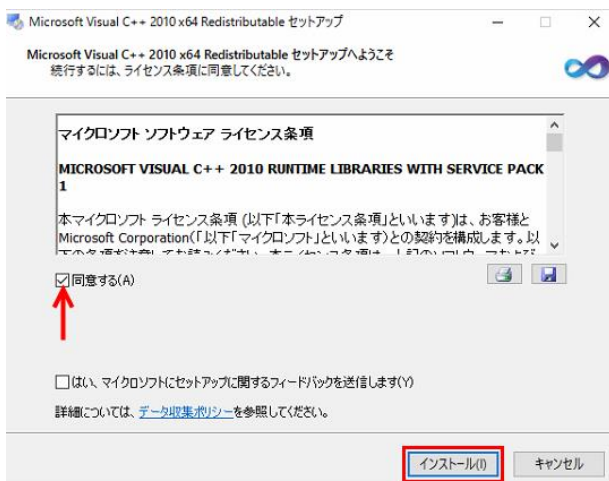 Microsoft Visual C++ 2010 x64 Redistributable セットアップ
Microsoft Visual C++ 2010 x64 Redistributable セットアップへようこそ
続行するには、ライセンス条項に同意してください。
マイクロソフト ソフトウェア ライセンス条項
MICROSOFT VISUAL C++ 2010 RUNTIME LIBRARIES WITH SERVICE PACK
1
本マイクロソフト ライセンス条項 (以下「本ライセンス条項」といいます)は、お客様と
Microsoft Corporation(「以下「マイクロソフト」といいます)との契約を構成します。以
同意する(A)
はい、マイクロソフトにセットアップに関するフィードバックを送信します(Y)
詳細については、データ収集ポリシーを参照してください。
インストール(I)
キャンセル